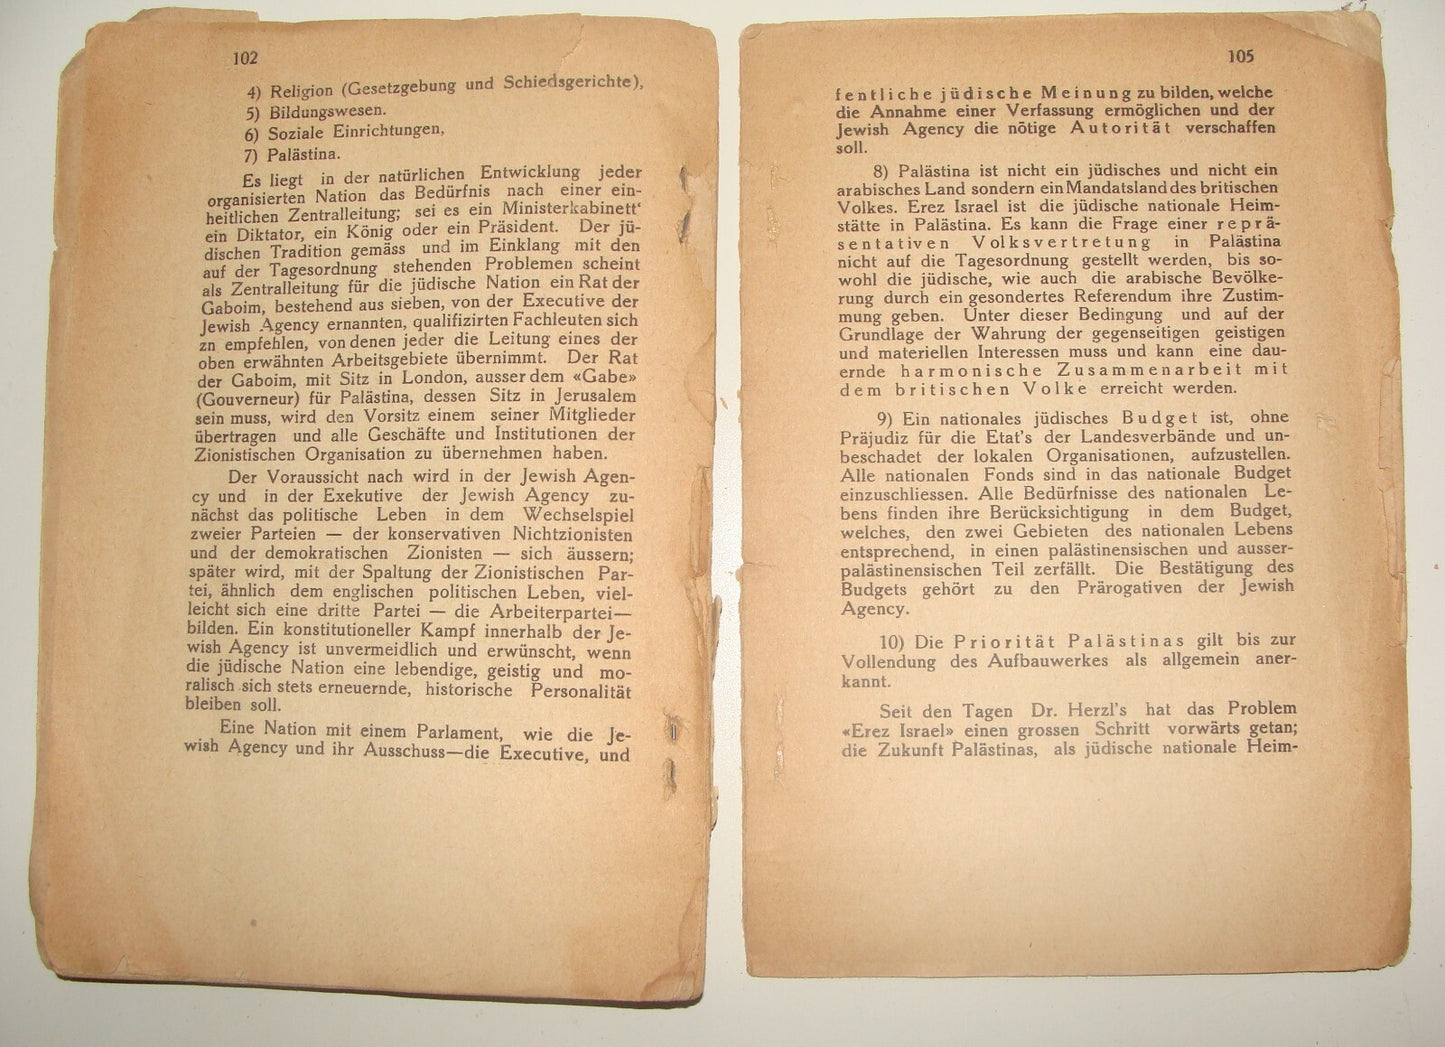 102
4) Religion (Gesetzgebung und Schiedsgerichte),
5) Bildungswesen.
6) Soziale Einrichtungen,
7) Palästina.
Es liegt in der natürlichen Entwicklung jeder
organisierten Nation das Bedürfnis nach einer ein-
heitlichen Zentralleitung; sei es ein Ministerkabinett‘
ein Diktator, ein König oder ein Präsident. Der jü-
dischen Tradition gemäss und im Einklang mit den
auf der Tagesordnung stehenden Problemen scheint
als Zentralleitung für die jüdische Nation ein Rat der
Gaboim, bestehend aus sieben, von der Executive der
Jewish Agency ernannten, qualifizirten Fachleuten sich
zn empfehlen, von denen jeder die Leitung eines der
oben erwähnten Arbeitsgebiete übernimmt. Der Rat
der Gaboim, mit Sitz in London, ausser dem «Gabe»
(Gouverneur) für Palästina, dessen Sitz in Jerusalem
sein muss, wird den Vorsitz einem seiner Mitglieder
übertragen und alle Geschäfte und Institutionen der
Zionistischen Organisation zu übernehmen haben.
Der Voraussicht nach wird in der Jewish Agen-
cy und in der Exekutive der Jewish Agency zu-
nächst das politische Leben in dem Wechselspiel
zweier Parteien — der konservativen Nichtzionisten
und der demokratischen Zionisten — sich äussern;
später wird, mit der Spaltung der Zionistischen Par-
tei, ähnlich dem englischen politischen Leben, viel-
leicht sich eine dritte Partei — die Arbeiterpartei—
bilden. Ein konstitutioneller Kampf innerhalb der Je-
wish Agency ist unvermeidlich und erwünscht, wenn
die jüdische Nation eine lebendige, geistig und mo-
ralisch sich stets erneuernde, historische Personalität
bleiben soll.
Eine Nation mit einem Parlament, wie die Je-
wish Agency und ihr Ausschuss—die Executive, und
105
fentliche jüdische Meinung zu bilden, welche
die Annahme einer Verfassung ermöglichen und der
Jewish Agency die nötige Autorität verschaffen
soll.
8) Palästina ist nicht ein jüdisches und nicht ein
arabisches Land sondern ein Mandatsland des britischen
Volkes. Erez Israel ist die jüdische nationale Heim-
stätte in Palästina. Es kann die Frage einer reprä-
sentativen Volksvertretung in Palästina
nicht auf die Tagesordnung gestellt werden, bis so-
wohl die jüdische, wie auch die arabische Bevölke-
rung durch ein gesondertes Referendum ihre Zustim-
mung geben. Unter dieser Bedingung und auf der
Grundlage der Wahrung der gegenseitigen geistigen
und materiellen Interessen muss und kann eine dau-
ernde harmonische Zusammenarbeit mit
dem britischen Volke erreicht werden.
9) Ein nationales jüdisches Budget ist, ohne
Präjudiz für die Etat's der Landesverbände und un-
beschadet der lokalen Organisationen, aufzustellen.
Alle nationalen Fonds sind in das nationale Budget
einzuschliessen. Alle Bedürfnisse des nationalen Le-
bens finden ihre Berücksichtigung in dem Budget,
welches, den zwei Gebieten des nationalen Lebens
entsprechend, in einen palästinensischen und ausser-
palästinensischen Teil zerfällt. Die Bestätigung des
Budgets gehört zu den Prärogativen der Jewish
Agency.
10) Die Priorität Palästinas gilt bis zur
Vollendung des Aufbauwerkes als allgemein aner-
kannt.
Seit den Tagen Dr. Herzl's hat das Problem
«Erez Israel» einen grossen Schritt vorwärts getan;
die Zukunft Palästinas, als jüdische nationale Heim-